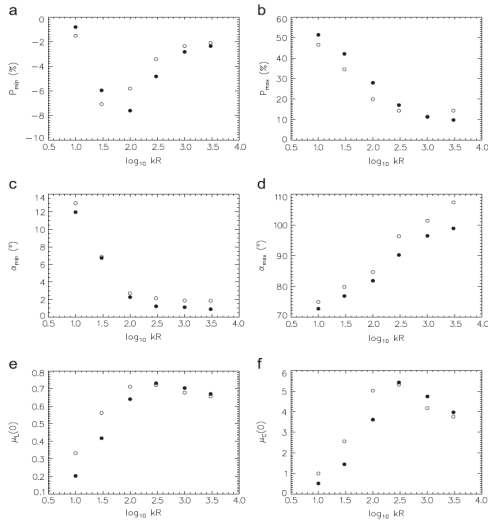 a
b
0
−2
−4
−6
−8
−10
P min (%)
0.5 1.0 1.5 2.0 2.5 3.0 3.5 4.0
log10 kR
60
50
40
30
20
10
0
P max (%)
0.5 1.0 1.5 2.0 2.5 3.0 3.5 4.0
log10 kR
c
d
14
12
10
8
6
4
2
0
α min (°)
0.5 1.0 1.5 2.0 2.5 3.0 3.5 4.0
log10 kR
110
100
90
80
70
α max (°)
0.5 1.0 1.5 2.0 2.5 3.0 3.5 4.0
log10 kR
e
f
0.8
0.7
0.6
0.5
0.4
0.3
0.2
0.1
μL(0)
0.5 1.0 1.5 2.0 2.5 3.0 3.5 4.0
log10 kR
6
5
4
3
2
1
0
μC(0)
0.5 1.0 1.5 2.0 2.5 3.0 3.5 4.0
log10 kR